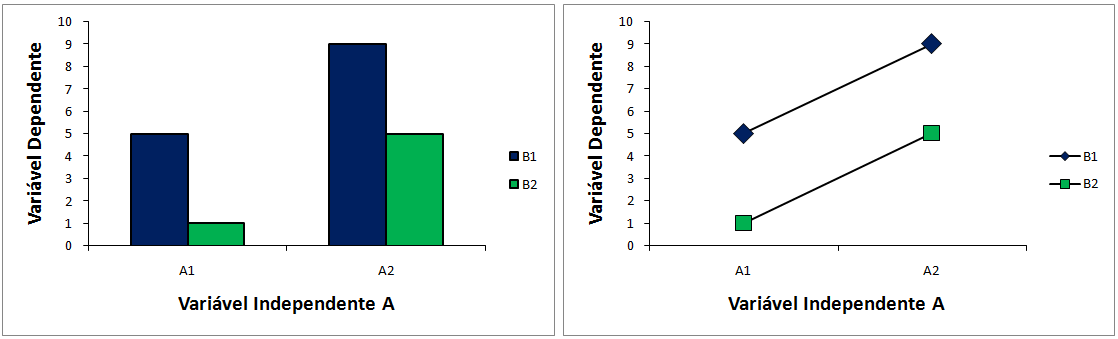 Variável Dependente
10
9
8
7
6
5
4
3
2
1
0
A1 A2
Variável Independente A
B1
B2
Variável Dependente
10
9
8
7
6
5
4
3
2
1
0
A1 A2
Variável Independente A
B1
B2